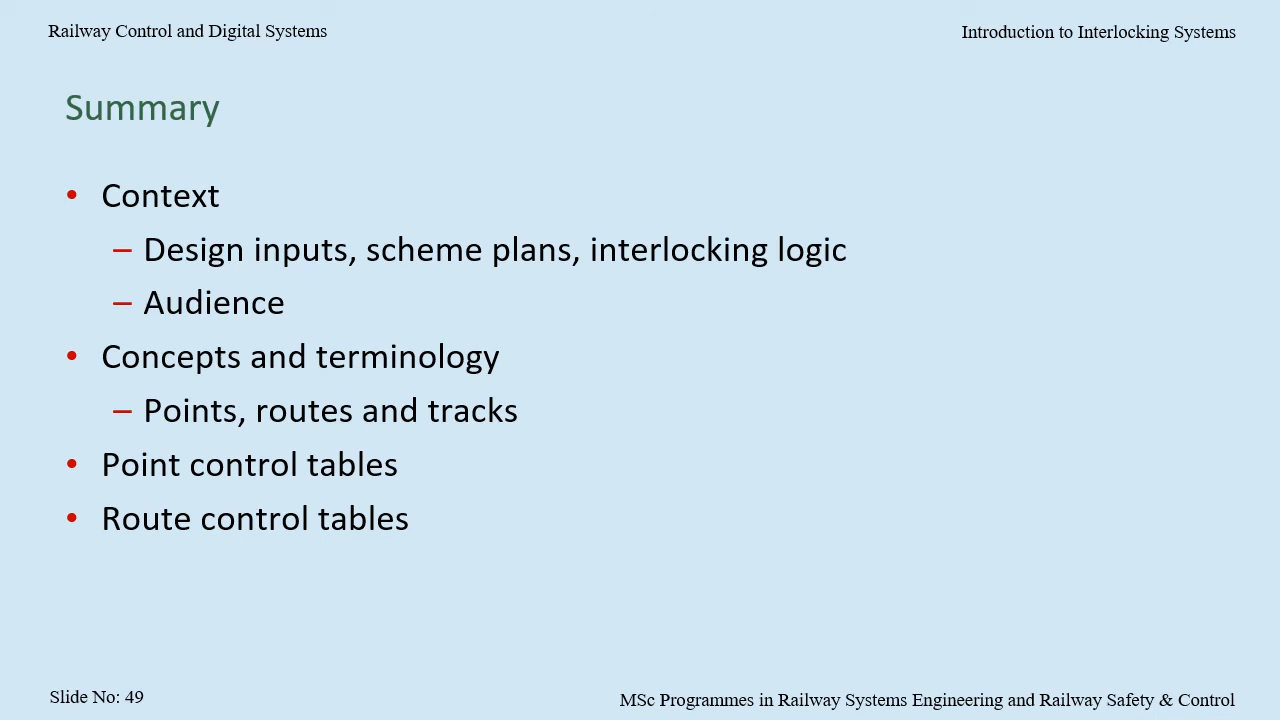 Railway Control and Digital Systems
Introduction to Interlocking Systems
Summary
• Context
– Design inputs, scheme plans, interlocking logic
– Audience
• Concepts and terminology
– Points, routes and tracks
• Point control tables
• Route control tables
Slide No: 49
MSc Programmes in Railway Systems Engineering and Railway Safety & Control